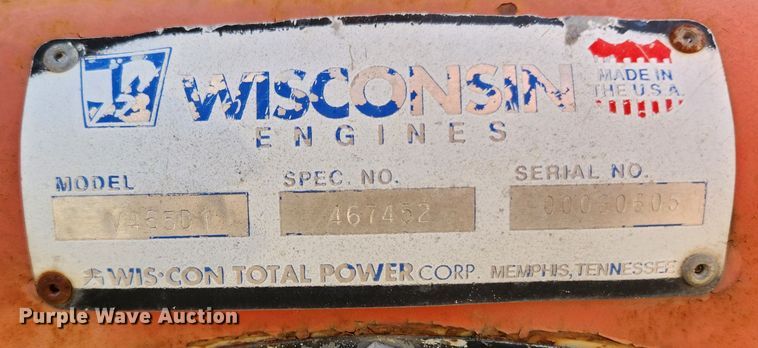 WISCONSIN
ENGINES
MADE IN
THE U.S.A.
MODEL SPEC. NO. SERIAL NO.
467452
WIS·CON TOTAL POWER CORP. MEMPHIS, TENNESSEE
Purple Wave Auction